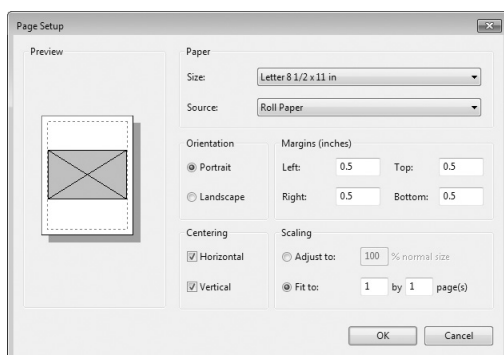 Page Setup
Preview
Paper
Size: Letter 8 1/2 x 11 in
Source: Roll Paper
Orientation
Portrait
Landscape
Margins (inches)
Left: 0.5 Top: 0.5
Right: 0.5 Bottom: 0.5
Centering
Horizontal
Vertical
Scaling
Adjust to: 100 % normal size
Fit to: 1 by 1 page(s)
OK Cancel